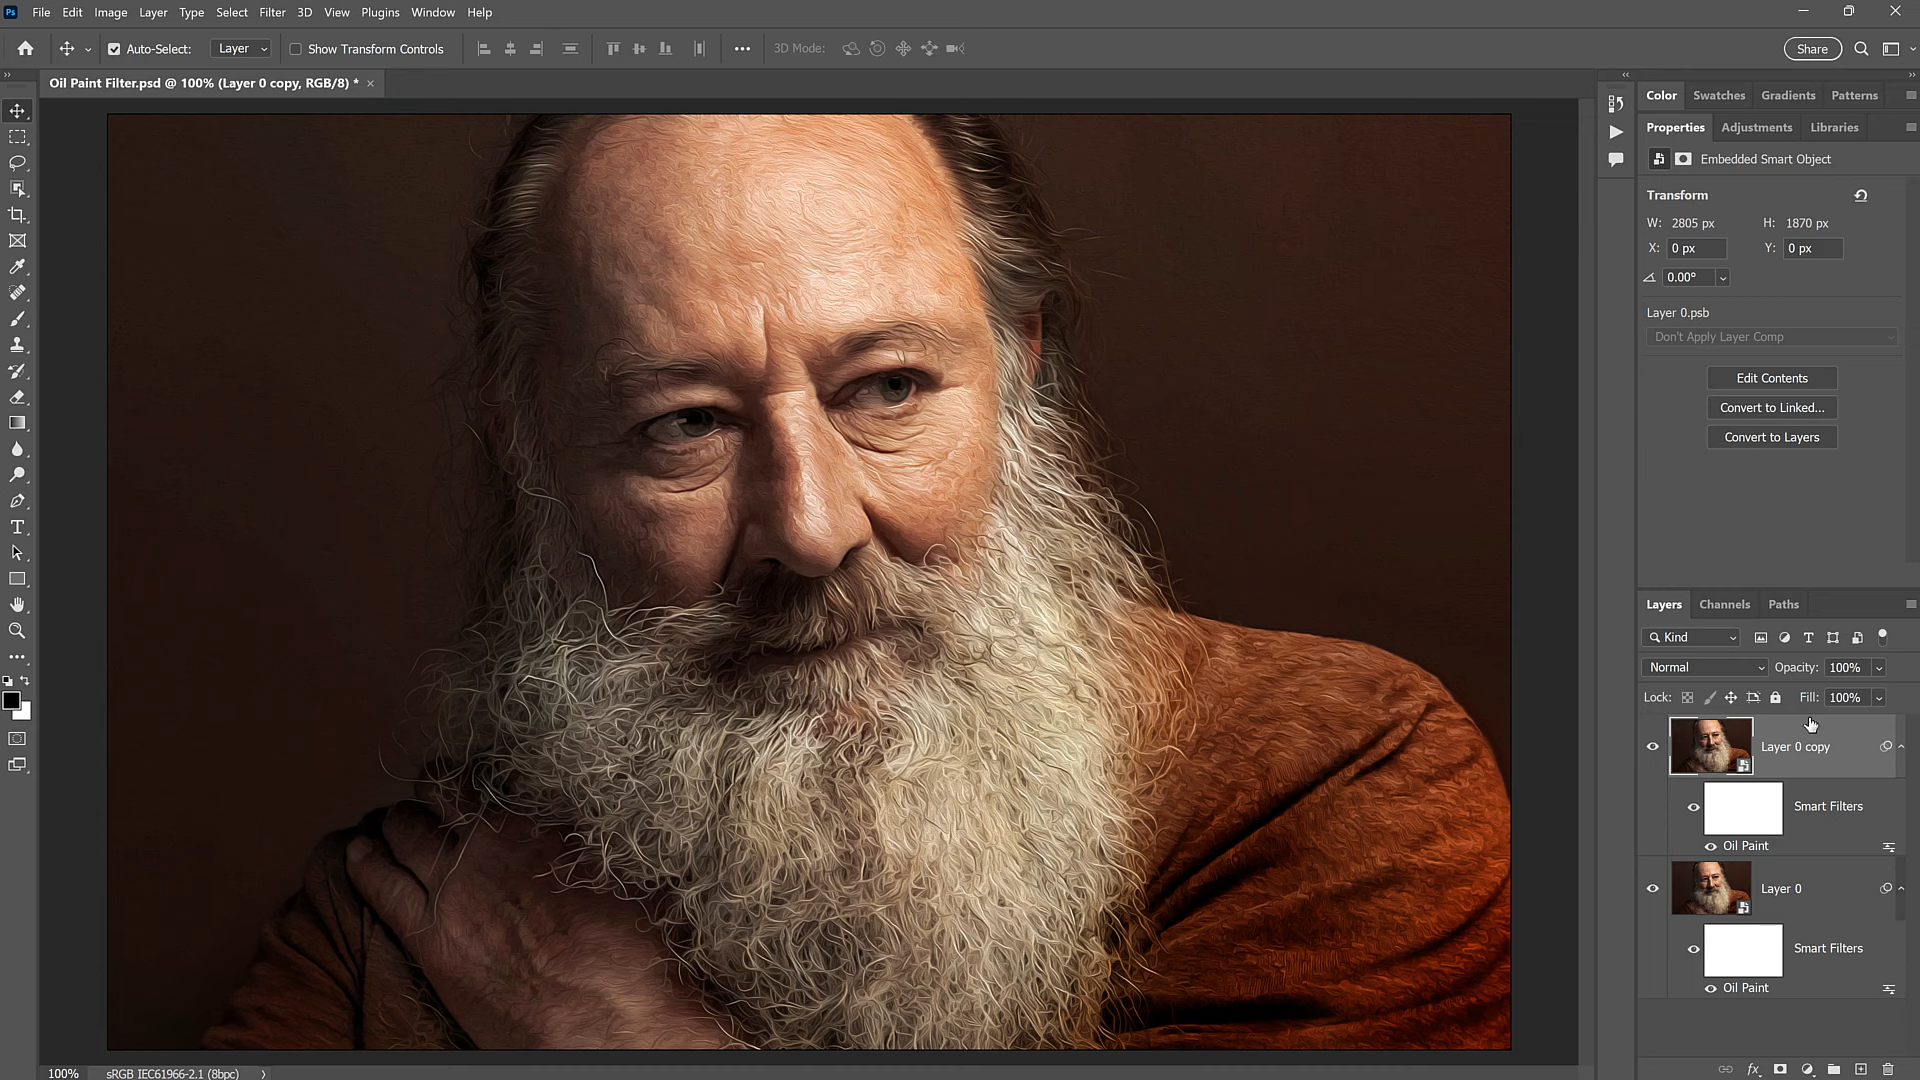 Ps File Edit Image Layer Type Select Filter 3D View Plugins Window Help
Auto-Select: Layer Show Transform Controls 3D Mode: Share
Oil Paint Filter.psd @ 100% (Layer 0 copy, RGB/8) *
Color Swatches Gradients Patterns
Properties Adjustments Libraries
Embedded Smart Object
Transform
W: 2805 px H: 1870 px
X: 0 px Y: 0 px
0.00°
Layer 0.psb
Don't Apply Layer Comp
Edit Contents
Convert to Linked...
Convert to Layers
Layers Channels Paths
Kind
Normal Opacity: 100%
Lock: Fill: 100%
Layer 0 copy
Smart Filters
Oil Paint
Layer 0
Smart Filters
Oil Paint
100% sRGB IEC61966-2.1 (8bpc)